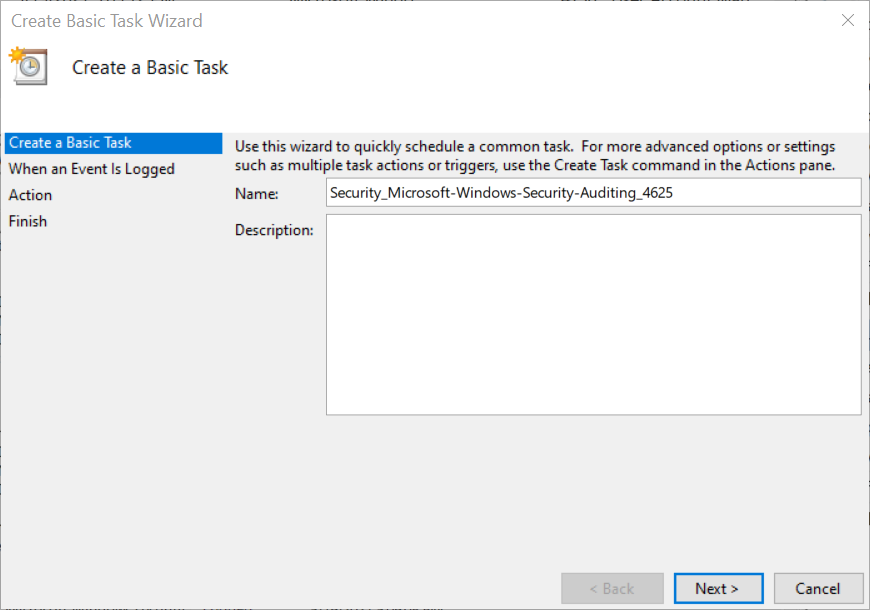 Create Basic Task Wizard
Create a Basic Task
Create a Basic Task
When an Event Is Logged
Action
Finish
Use this wizard to quickly schedule a common task.  For more advanced options or settings
such as multiple task actions or triggers, use the Create Task command in the Actions pane.
Name:
Security_Microsoft-Windows-Security-Auditing_4625
Description:
< Back
Next >
Cancel